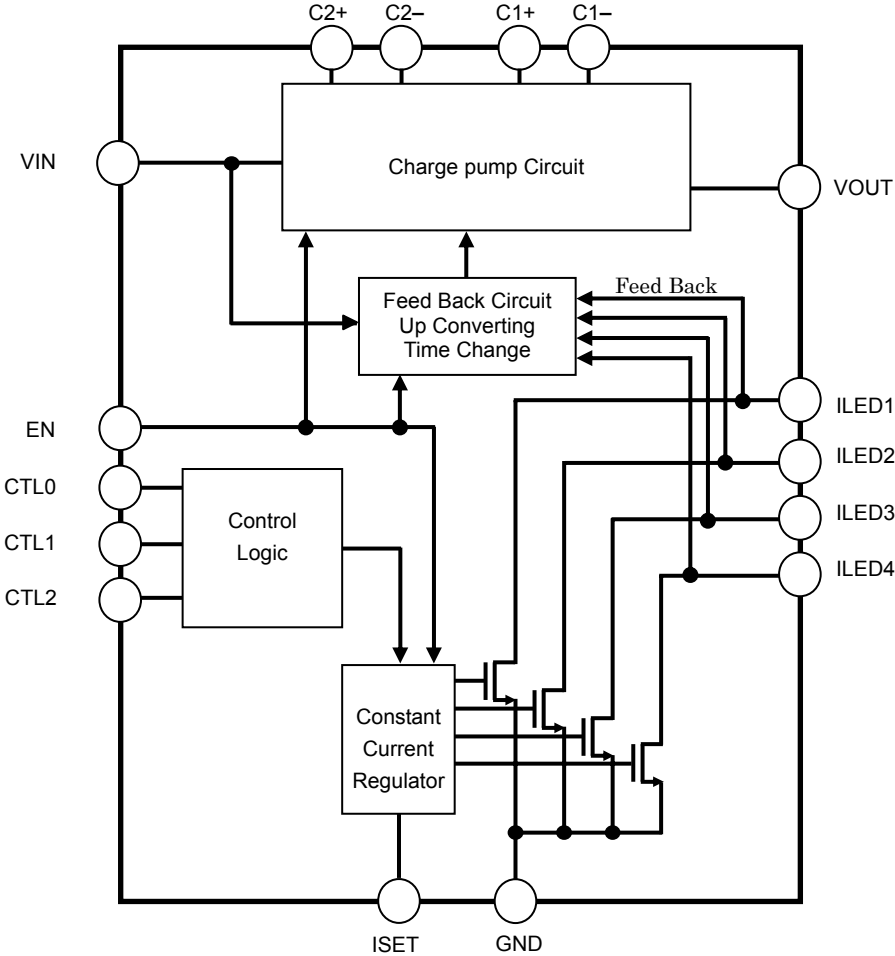 C2+
C2–
C1+
C1–
VIN
Charge pump Circuit
VOUT
Feed Back Circuit
Up Converting
Time Change
Feed Back
EN
ILED1
ILED2
ILED3
ILED4
CTL0
CTL1
CTL2
Control
Logic
Constant
Current
Regulator
ISET
GND